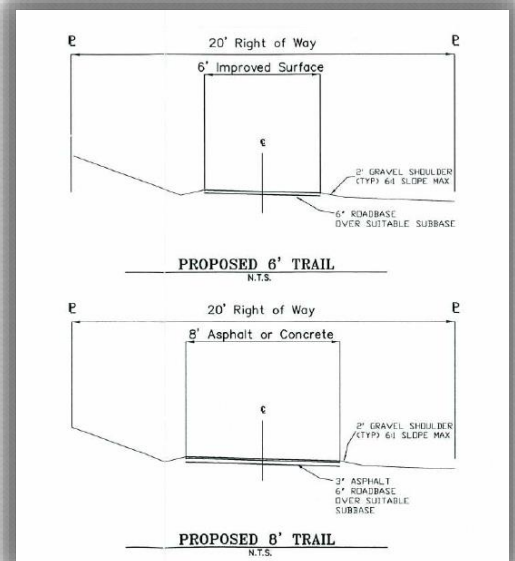 P P
20' Right of Way
6' Improved Surface
2' GRAVEL SHOULDER
(TYP) 6:1 SLOPE MAX
6" ROADBASE
OVER SUITABLE SUBBASE
PROPOSED 6' TRAIL
N.T.S.
P P
20' Right of Way
8' Asphalt or Concrete
2' GRAVEL SHOULDER
(TYP) 6:1 SLOPE MAX
3" ASPHALT
6" ROADBASE
OVER SUITABLE
SUBBASE
PROPOSED 8' TRAIL
N.T.S.